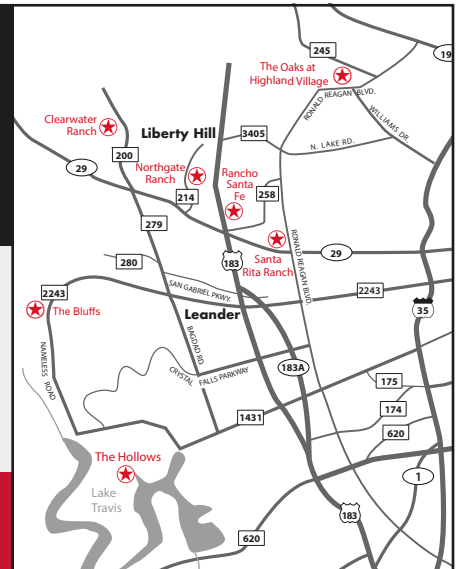 245
19
The Oaks at
Highland Village
RONALD REAGAN BLVD.
WILLIAMS DR.
Clearwater
Ranch
Liberty Hill
3405
N. LAKE RD.
200
29
Northgate
Ranch
Rancho
Santa
Fe
214
258
279
Santa
Rita Ranch
RONALD REAGAN BLVD.
29
280
183
2243
SAN GABRIEL PKWY.
2243
The Bluffs
Leander
35
NAMELESS ROAD
BAGDAD RD.
CRYSTAL FALLS PARKWAY
183A
175
174
1431
620
The Hollows
1
Lake
Travis
183
620